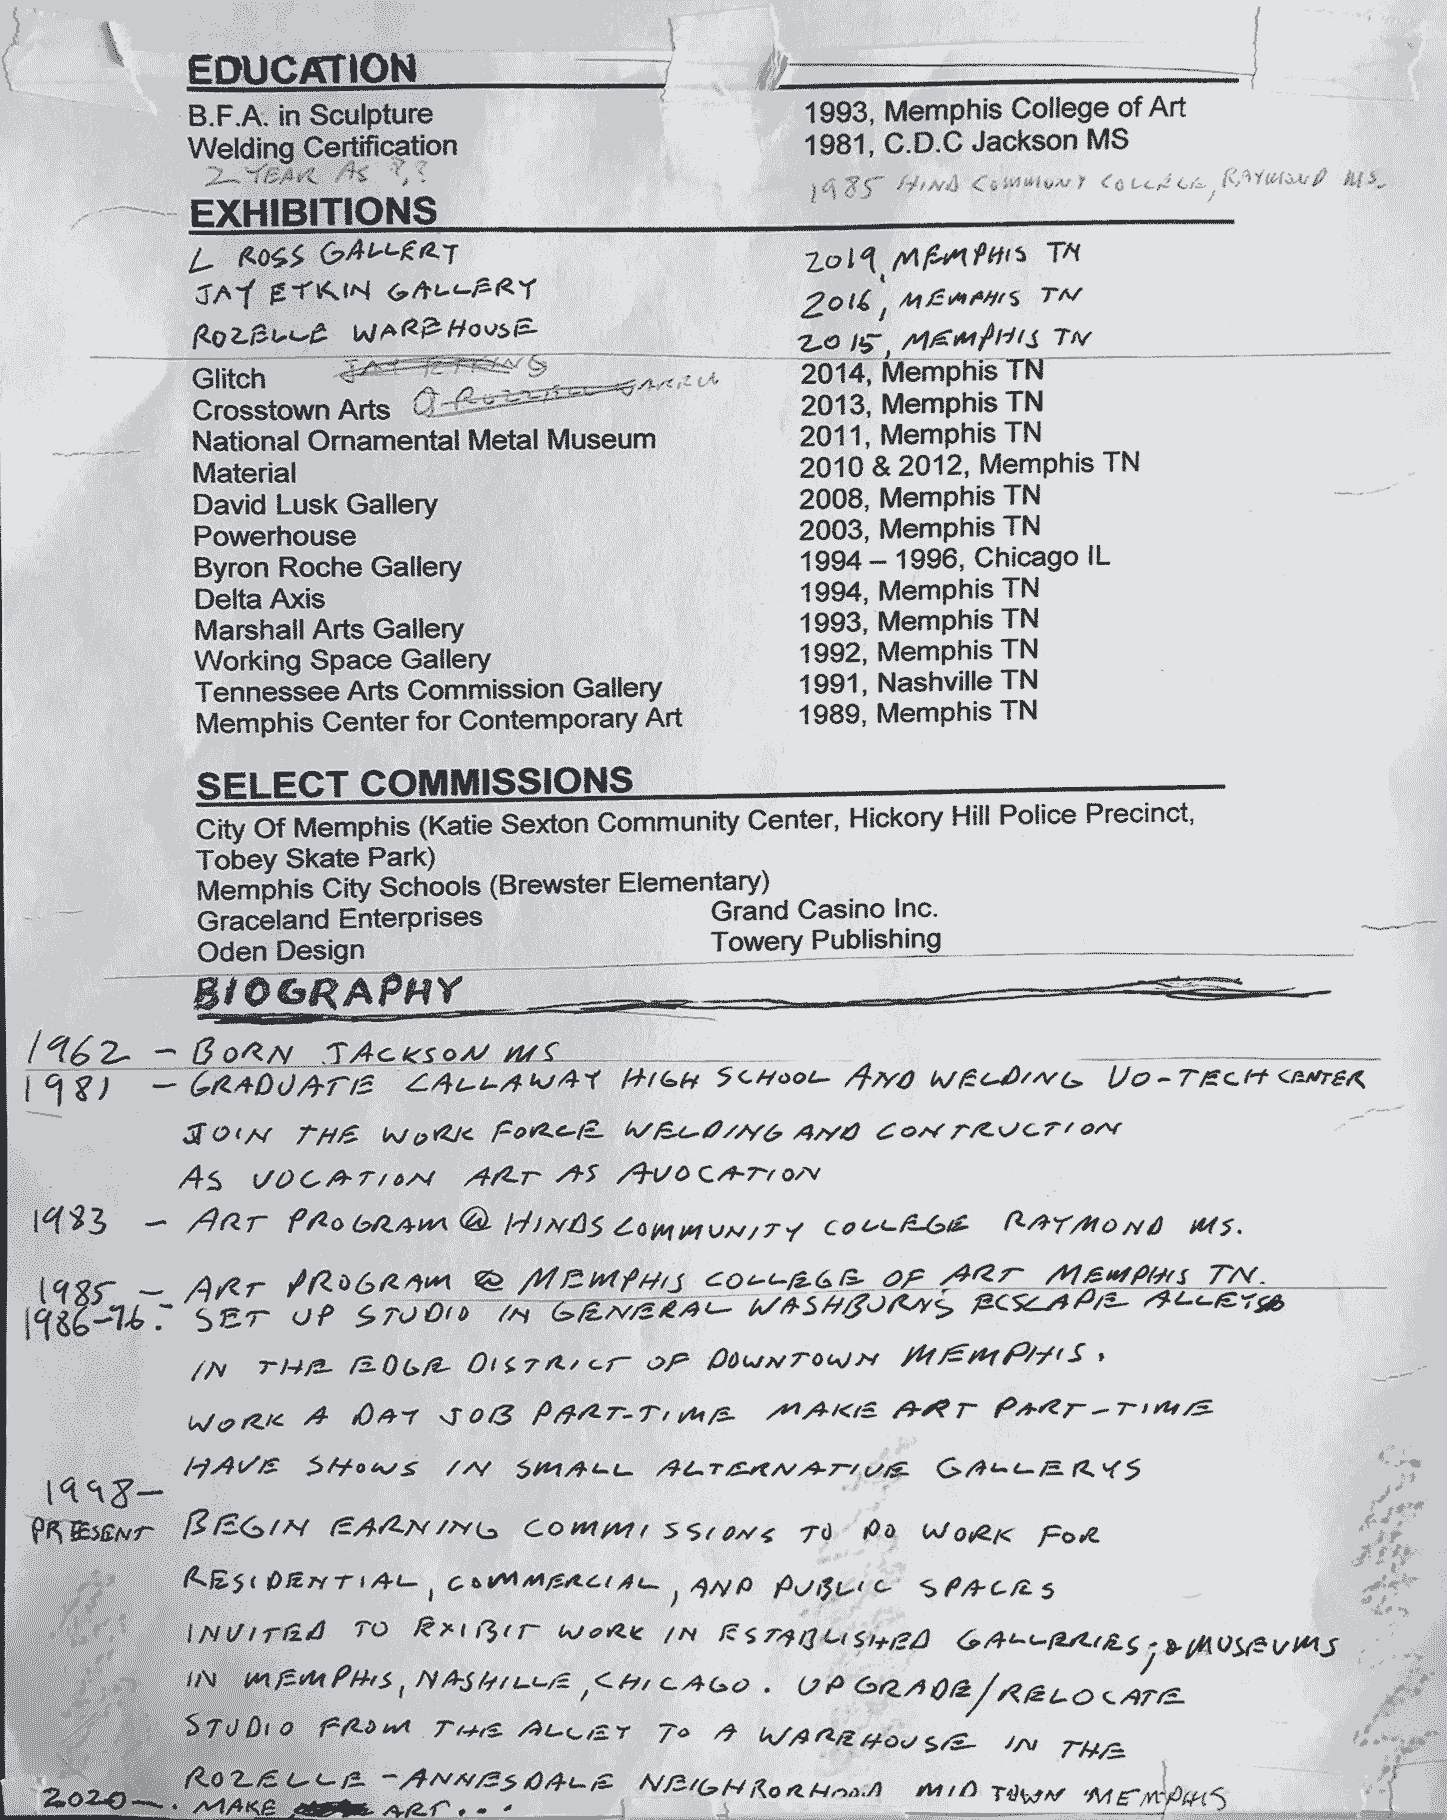 EDUCATION
B.F.A. in Sculpture 1993, Memphis College of Art
Welding Certification 1981, C.D.C Jackson MS
2 YEAR AS ?,? 1985 HIND COMMONY COLLEGE, RAYMOND MS.
EXHIBITIONS
L ROSS GALLERY 2019, MEMPHIS TN
JAY ETKIN GALLERY 2016, MEMPHIS TN
ROZELLE WAREHOUSE 2015, MEMPHIS TN
Glitch 2014, Memphis TN
Crosstown Arts 2013, Memphis TN
National Ornamental Metal Museum 2011, Memphis TN
Material 2010 & 2012, Memphis TN
David Lusk Gallery 2008, Memphis TN
Powerhouse 2003, Memphis TN
Byron Roche Gallery 1994 – 1996, Chicago IL
Delta Axis 1994, Memphis TN
Marshall Arts Gallery 1993, Memphis TN
Working Space Gallery 1992, Memphis TN
Tennessee Arts Commission Gallery 1991, Nashville TN
Memphis Center for Contemporary Art 1989, Memphis TN
SELECT COMMISSIONS
City Of Memphis (Katie Sexton Community Center, Hickory Hill Police Precinct,
Tobey Skate Park)
Memphis City Schools (Brewster Elementary)
Graceland Enterprises Grand Casino Inc.
Oden Design Towery Publishing
BIOGRAPHY
1962 – BORN JACKSON MS
1981 – GRADUATE CALLAWAY HIGH SCHOOL AND WELDING VO-TECH CENTER
JOIN THE WORK FORCE WELDING AND CONTRUCTION
AS VOCATION ART AS AVOCATION
1983 – ART PROGRAM @ HINDS COMMUNITY COLLEGE RAYMOND MS.
1985 – ART PROGRAM @ MEMPHIS COLLEGE OF ART MEMPHIS TN.
1986-96: SET UP STUDIO IN GENERAL WASHBURN'S ECSCAPE ALLEY
IN THE EDGE DISTRICT OF DOWNTOWN MEMPHIS.
WORK A DAY JOB PART-TIME MAKE ART PART-TIME
HAVE SHOWS IN SMALL ALTERNATIVE GALLERYS
1998–
PRESENT BEGIN EARNING COMMISSIONS TO DO WORK FOR
RESIDENTIAL, COMMERCIAL, AND PUBLIC SPACES
INVITED TO EXIBIT WORK IN ESTABLISHED GALLERIES; & MUSEUMS
IN MEMPHIS, NASHILLE, CHICAGO. UPGRADE/RELOCATE
STUDIO FROM THE ALLEY TO A WAREHOUSE IN THE
ROZELLE-ANNESDALE NEIGHRORHOOD MIDTOWN MEMPHIS
2020–. MAKE ART...